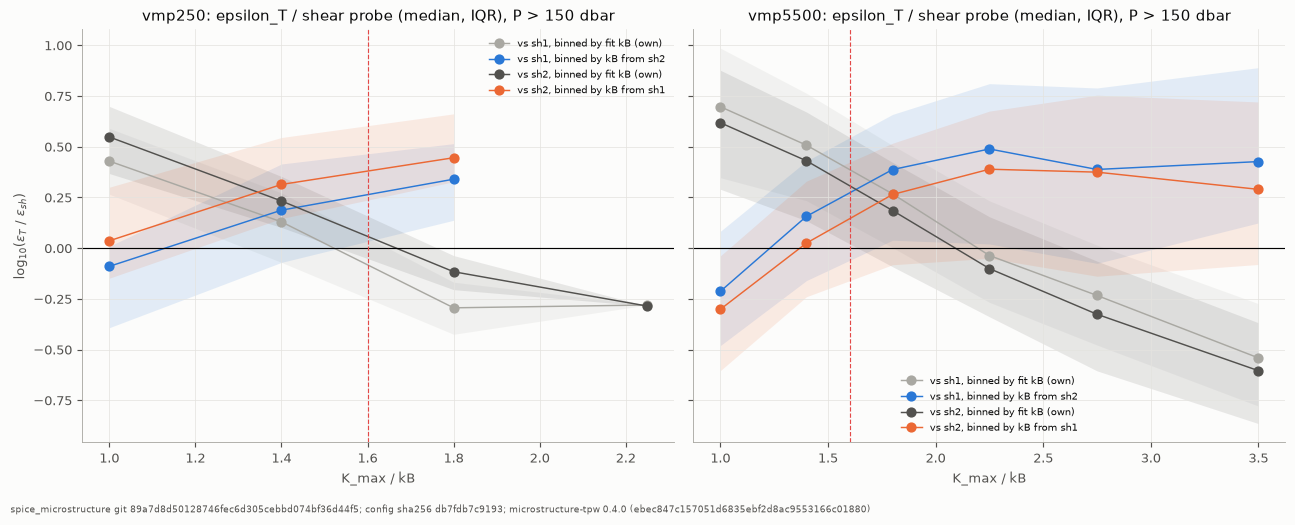 vmp250: epsilon_T / shear probe (median, IQR), P > 150 dbar
vmp5500: epsilon_T / shear probe (median, IQR), P > 150 dbar
log10(ϵT / ϵsh)
1.00
0.75
0.50
0.25
0.00
−0.25
−0.50
−0.75
vs sh1, binned by fit kB (own)
vs sh1, binned by kB from sh2
vs sh2, binned by fit kB (own)
vs sh2, binned by kB from sh1
1.0 1.2 1.4 1.6 1.8 2.0 2.2
K_max / kB
vs sh1, binned by fit kB (own)
vs sh1, binned by kB from sh2
vs sh2, binned by fit kB (own)
vs sh2, binned by kB from sh1
1.0 1.5 2.0 2.5 3.0 3.5
K_max / kB
spice_microstructure git 89a7d8d50128746fec6d305cebbd074bf36d44f5; config sha256 db7fdb7c9193; microstructure-tpw 0.4.0 (ebec847c157051d6835ebf2d8ac9553166c01880)